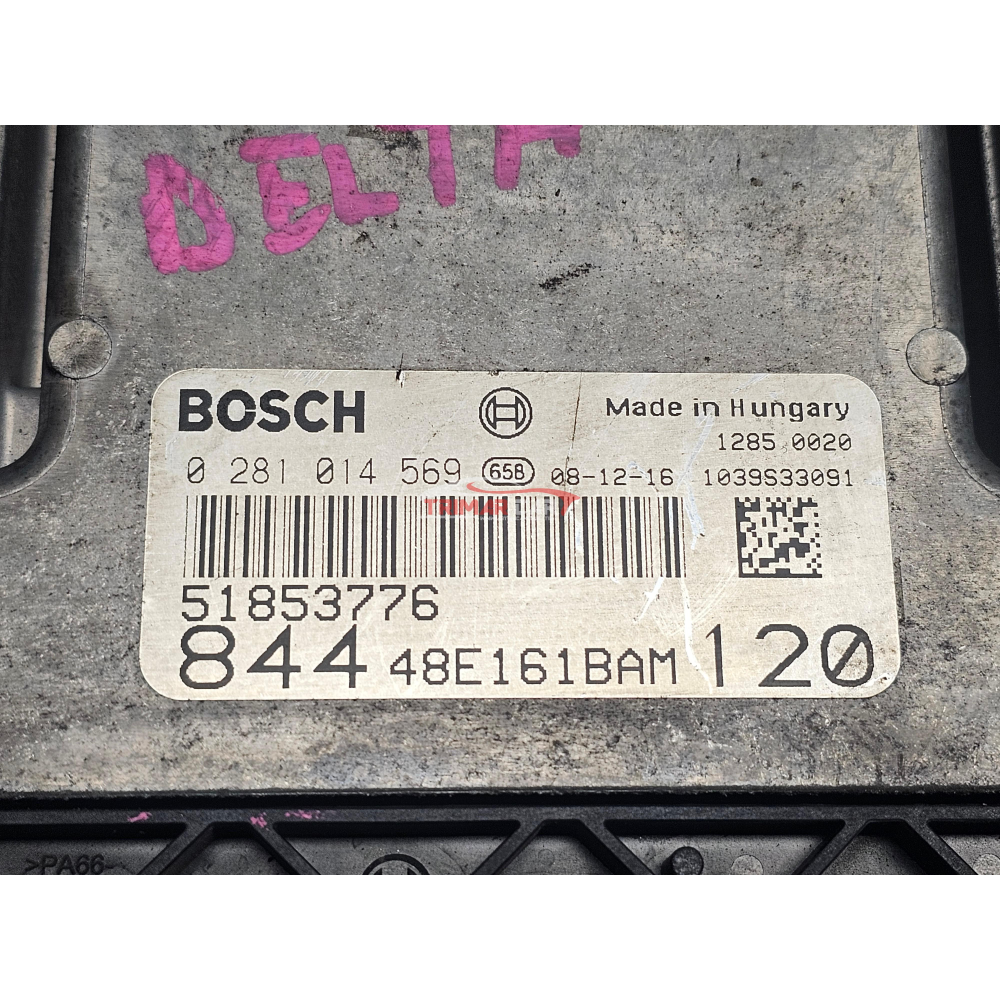 DELTA
BOSCH Made in Hungary
1285 0020
0 281 014 569 658 08-12-16 1039S33091
TRIMAR
51853776
844 48E161BAM 120
>PA66-